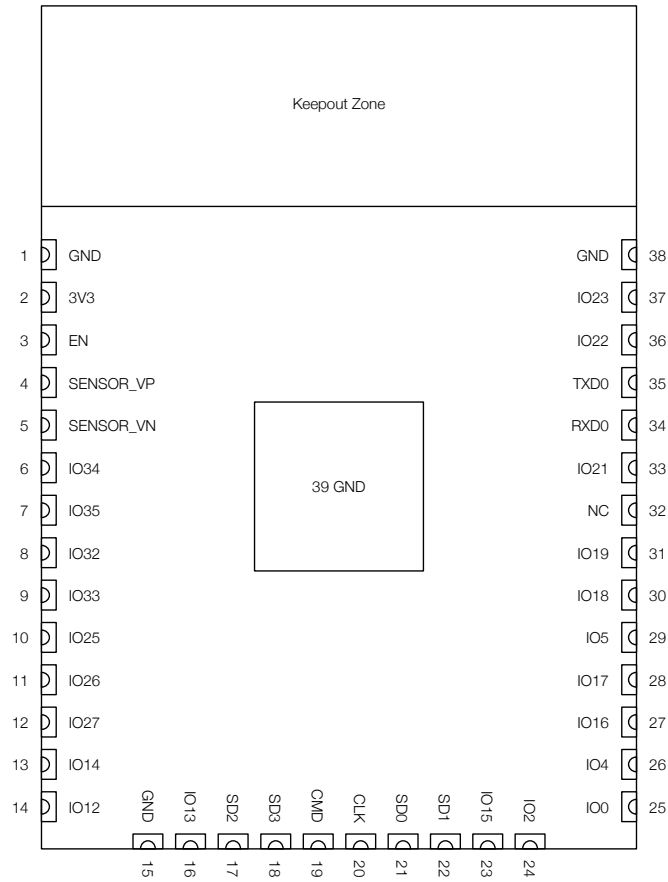 Keepout Zone
1 GND
2 3V3
3 EN
4 SENSOR_VP
5 SENSOR_VN
6 IO34
7 IO35
8 IO32
9 IO33
10 IO25
11 IO26
12 IO27
13 IO14
14 IO12
39 GND
GND 38
IO23 37
IO22 36
TXD0 35
RXD0 34
IO21 33
NC 32
IO19 31
IO18 30
IO5 29
IO17 28
IO16 27
IO4 26
IO0 25
GND 15
IO13 16
SD2 17
SD3 18
CMD 19
CLK 20
SD0 21
SD1 22
IO15 23
IO2 24